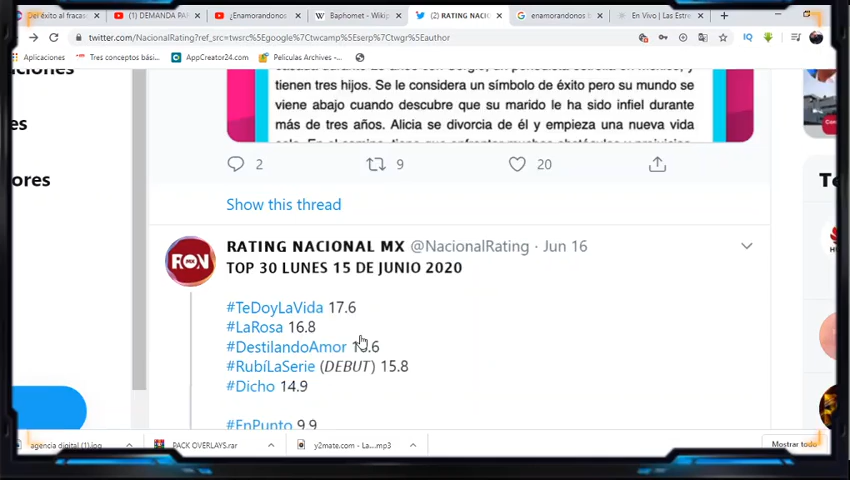 Del éxito al fracas
(1) DEMANDA PAN
¿Enamorandonos
Baphomet - Wikip
(2) RATING NACIO
enamorandonos t
En Vivo | Las Estre
twitter.com/NacionalRating?ref_src=twsrc%5Egoogle%7Ctwcamp%5Eserp%7Ctwgr%5Eauthor
Aplicaciones
Tres conceptos básic...
AppCreator24.com
Peliculas Archives -...
ciones
es
ores
tienen tres hijos. Se le considera un símbolo de éxito pero su mundo se
viene abajo cuando descubre que su marido le ha sido infiel durante
más de tres años. Alicia se divorcia de él y empieza una nueva vida
2
9
20
Show this thread
RATING NACIONAL MX @NacionalRating · Jun 16
TOP 30 LUNES 15 DE JUNIO 2020
RON
MX
#TeDoyLaVida 17.6
#LaRosa 16.8
#DestilandoAmor
#RubíLaSerie (DEBUT) 15.8
#Dicho 14.9
#EnPunto 9.9
agencia digital (1).jpg
PACK OVERLAYS.rar
y2mate.com - La....mp3
Mostrar todo